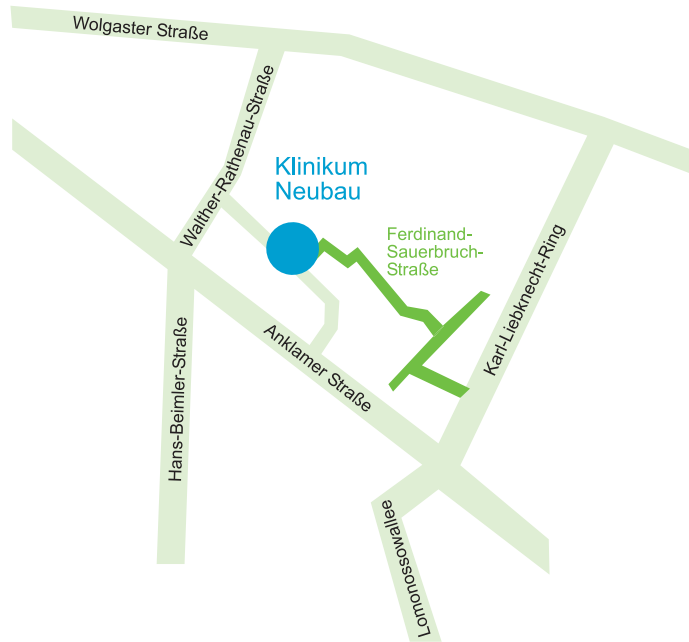 Wolgaster Straße
Walther-Rathenau-Straße
Klinikum
Neubau
Ferdinand-
Sauerbruch-
Straße
Karl-Liebknecht-Ring
Anklamer Straße
Hans-Beimler-Straße
Lomonossowallee